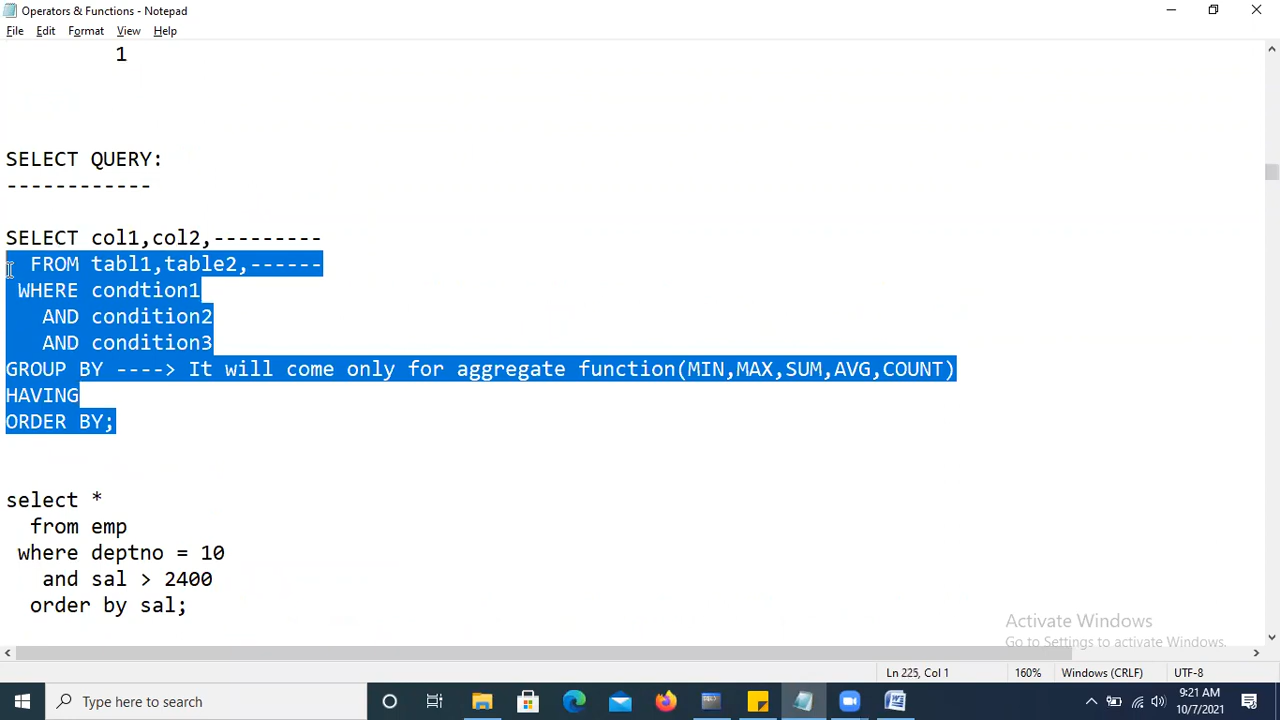 Operators & Functions - Notepad
File Edit Format View Help
1
SELECT QUERY:
------------
SELECT col1,col2,---------
FROM tabl1,table2,------
WHERE condtion1
AND condition2
AND condition3
GROUP BY ----> It will come only for aggregate function(MIN,MAX,SUM,AVG,COUNT)
HAVING
ORDER BY;
select *
from emp
where deptno = 10
and sal > 2400
order by sal;
Activate Windows
Go to Settings to activate Windows.
Ln 225, Col 1 160% Windows (CRLF) UTF-8
Type here to search
9:21 AM
10/7/2021